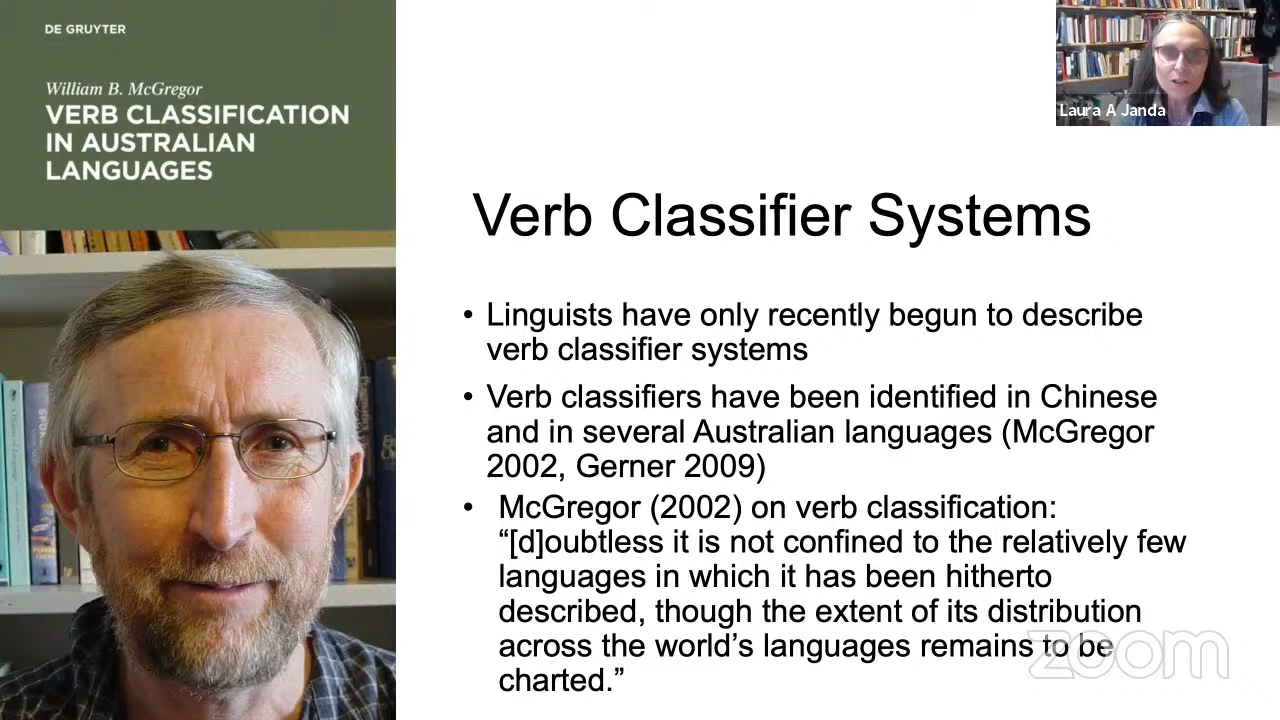 DE GRUYTER
William B. McGregor
VERB CLASSIFICATION
IN AUSTRALIAN
LANGUAGES
Laura A Janda
Verb Classifier Systems
• Linguists have only recently begun to describe
verb classifier systems
• Verb classifiers have been identified in Chinese
and in several Australian languages (McGregor
2002, Gerner 2009)
• McGregor (2002) on verb classification:
“[d]oubtless it is not confined to the relatively few
languages in which it has been hitherto
described, though the extent of its distribution
across the world’s languages remains to be
charted.”
zoom